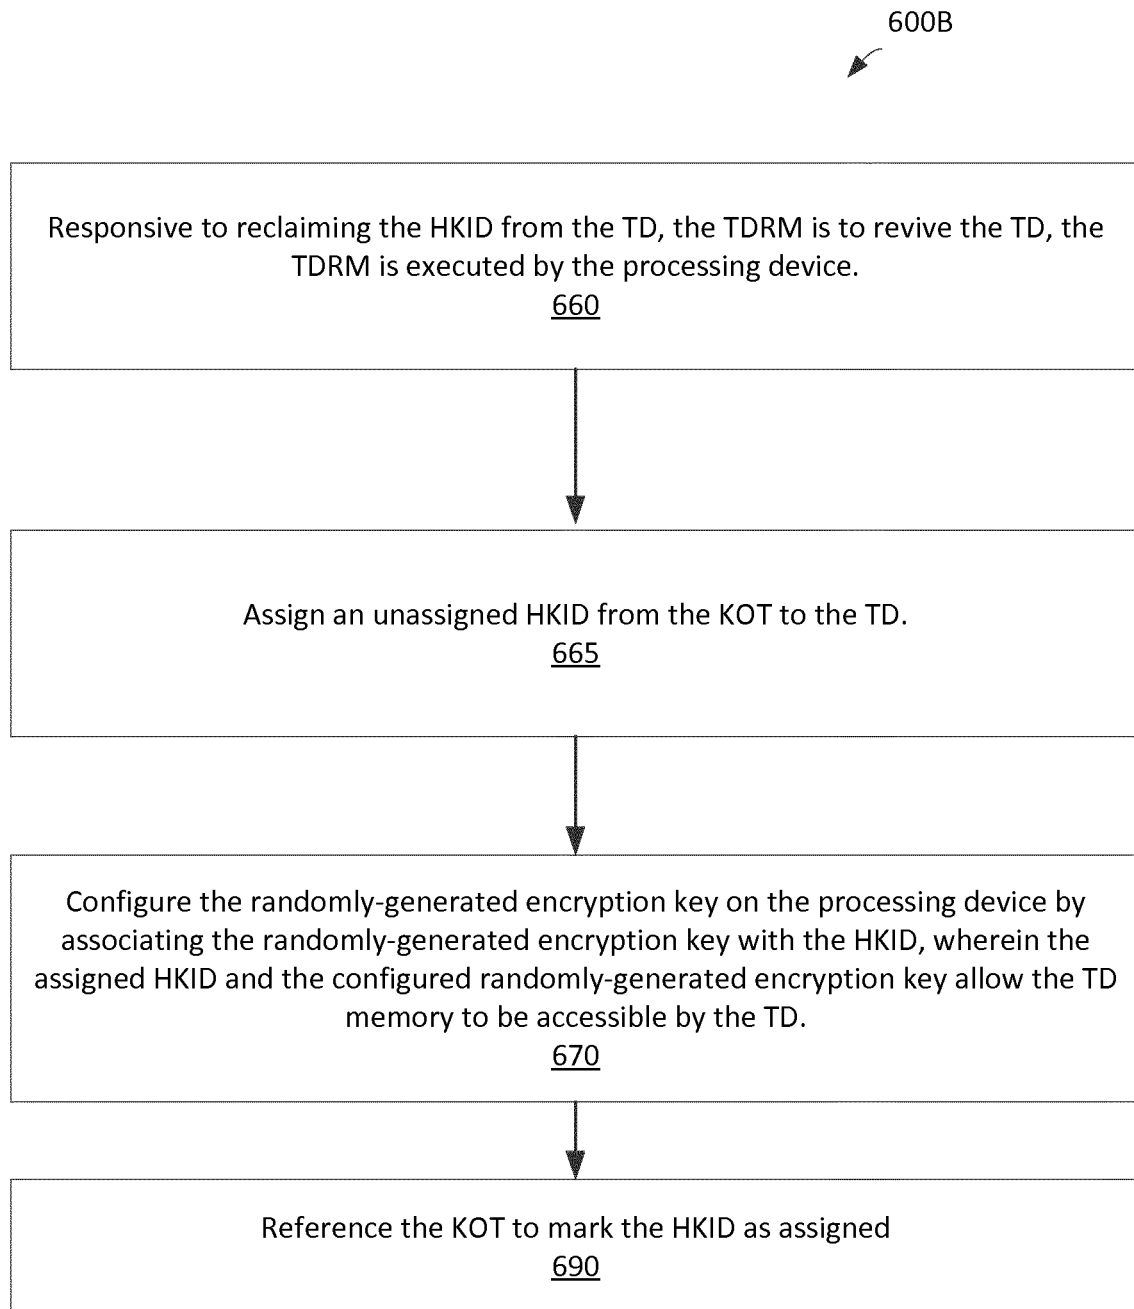 600B
Responsive to reclaiming the HKID from the TD, the TDRM is to revive the TD, the
TDRM is executed by the processing device.
660
Assign an unassigned HKID from the KOT to the TD.
665
Configure the randomly-generated encryption key on the processing device by
associating the randomly-generated encryption key with the HKID, wherein the
assigned HKID and the configured randomly-generated encryption key allow the TD
memory to be accessible by the TD.
670
Reference the KOT to mark the HKID as assigned
690